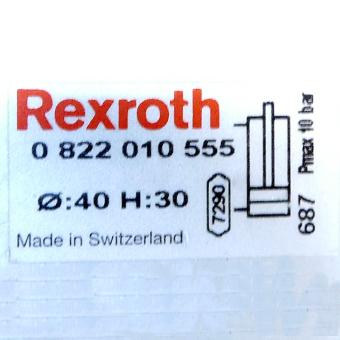 Rexroth
0 822 010 555
Ø:40 H:30
Made in Switzerland
7290
687
Pmax 10 bar